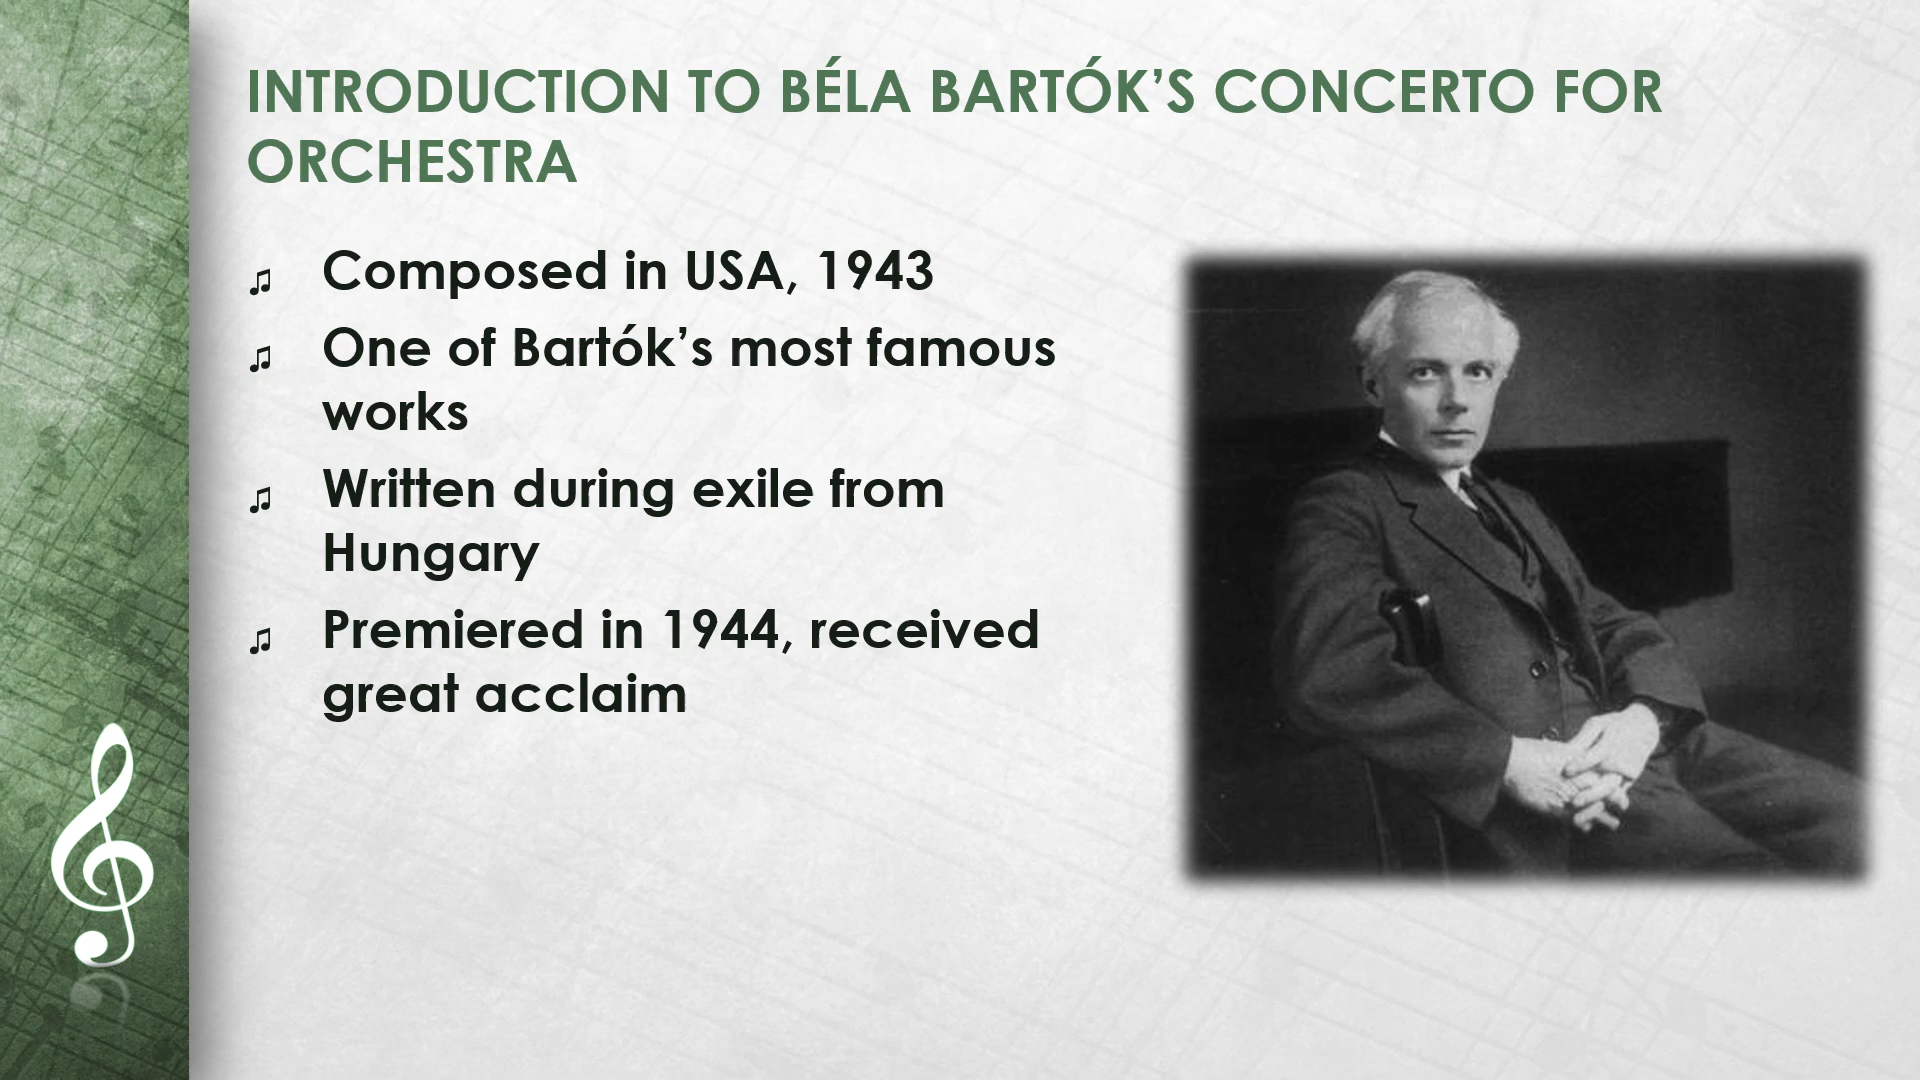 INTRODUCTION TO BÉLA BARTÓK’S CONCERTO FOR
ORCHESTRA
♫ Composed in USA, 1943
♫ One of Bartók’s most famous
works
♫ Written during exile from
Hungary
♫ Premiered in 1944, received
great acclaim